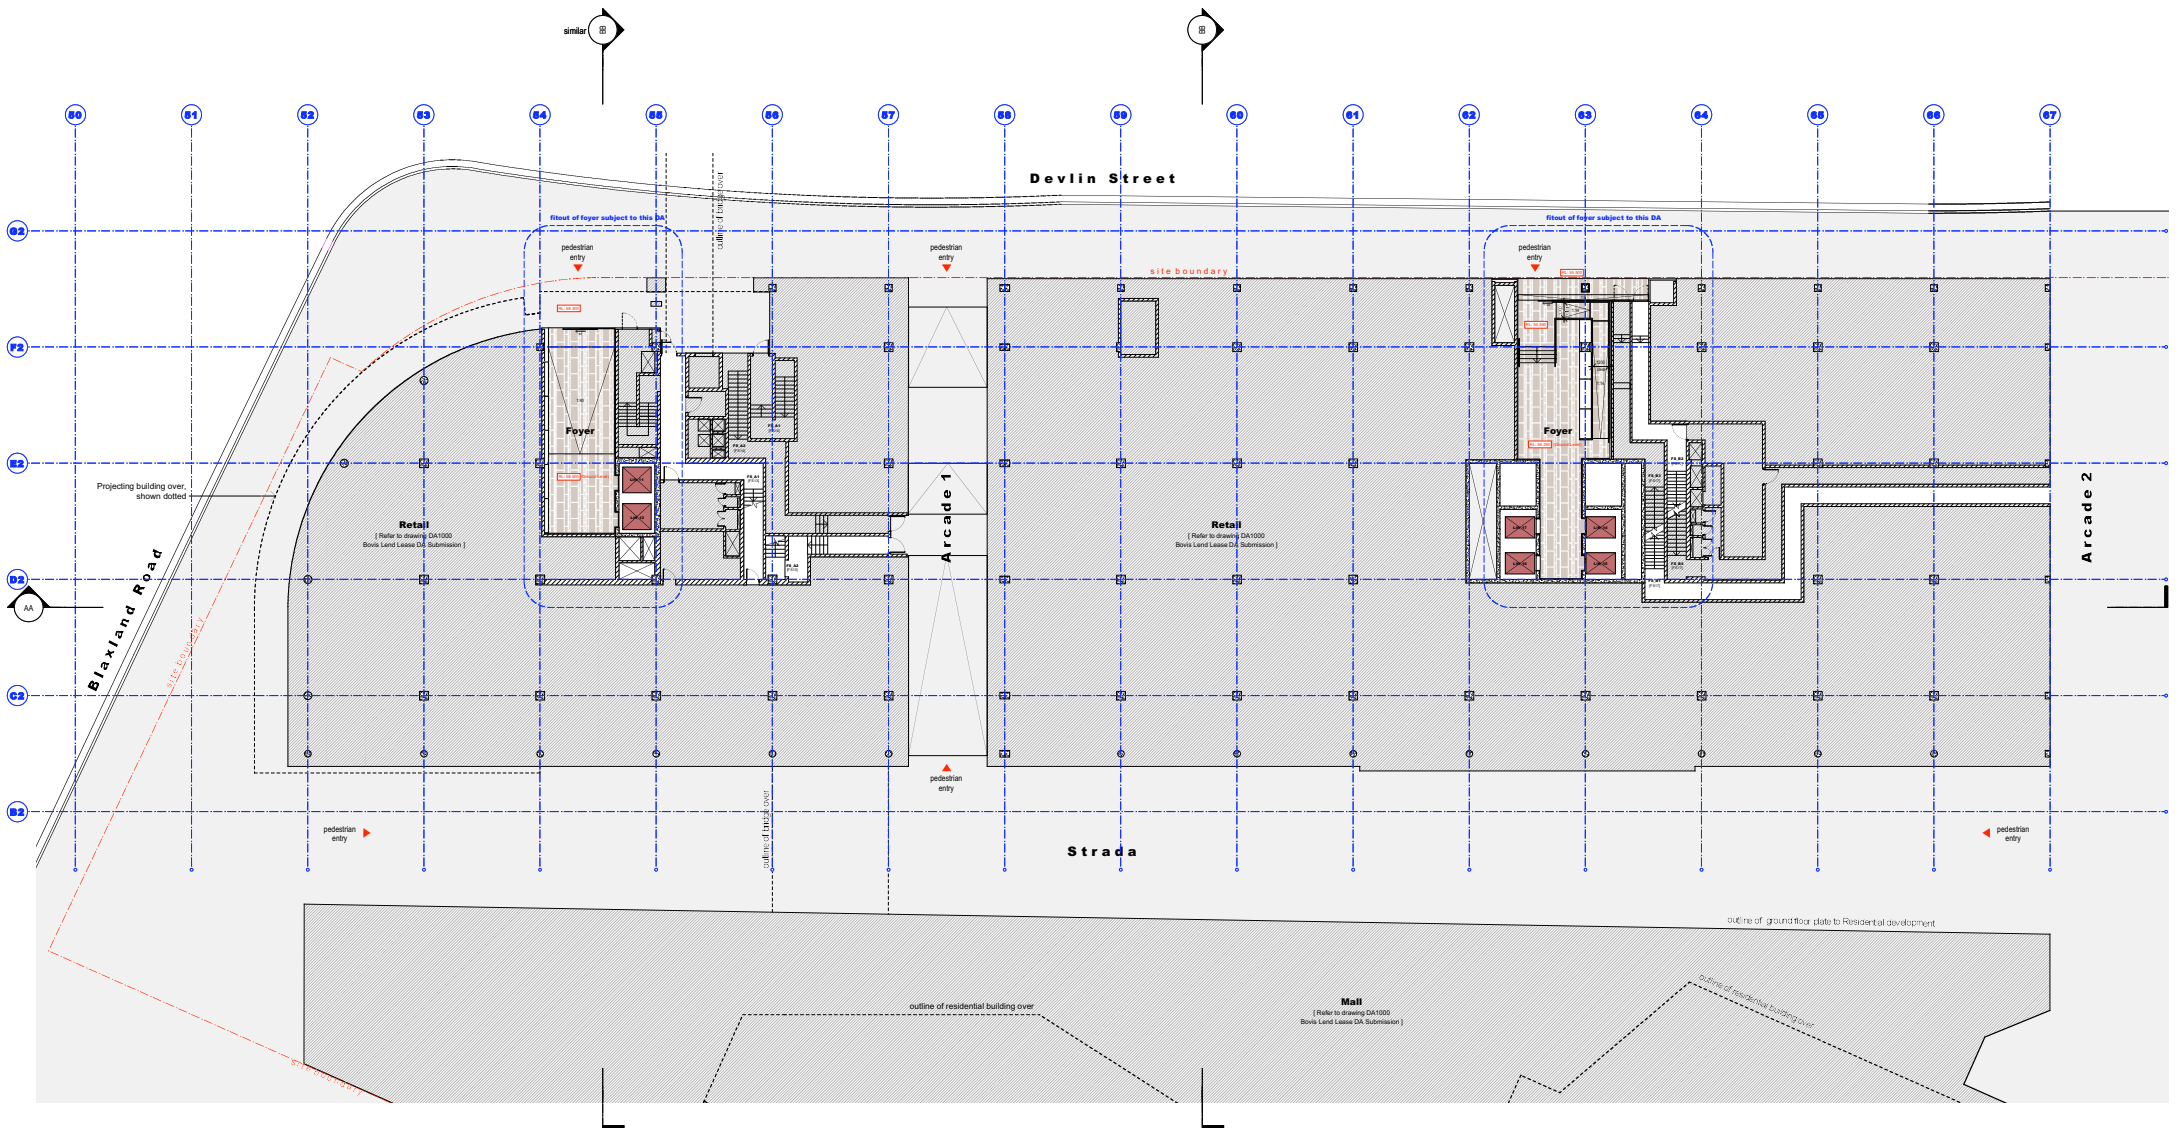 similar
BB
BB
50
51
52
53
54
55
56
57
58
59
60
61
62
63
64
65
66
67
Devlin Street
outline of bridge over
fitout of foyer subject to this DA
fitout of foyer subject to this DA
G2
pedestrian
entry
pedestrian
entry
pedestrian
entry
site boundary
F2
Foyer
Foyer
E2
Projecting building over,
shown dotted
Retail
[ Refer to drawing DA1000
Bovis Lend Lease DA Submission ]
Arcade 1
Retail
[ Refer to drawing DA1000
Bovis Lend Lease DA Submission ]
Arcade 2
D2
AA
Blaxland Road
site boundary
C2
pedestrian
entry
B2
outline of bridge over
pedestrian
entry
pedestrian
entry
Strada
outline of ground floor plate to Residential development
outline of residential building over
outline of residential building over
Mall
[ Refer to drawing DA1000
Bovis Lend Lease DA Submission ]
site boundary